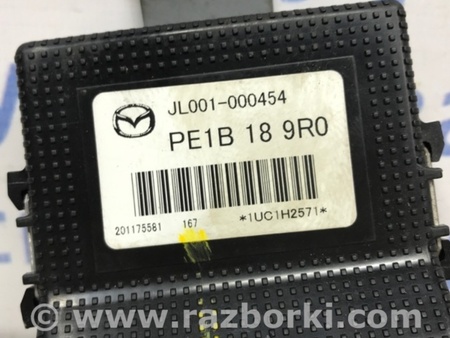 JL001-000454
PE1B 18 9R0
201175581 167 *1UC1H2571*
© www.razborki.com